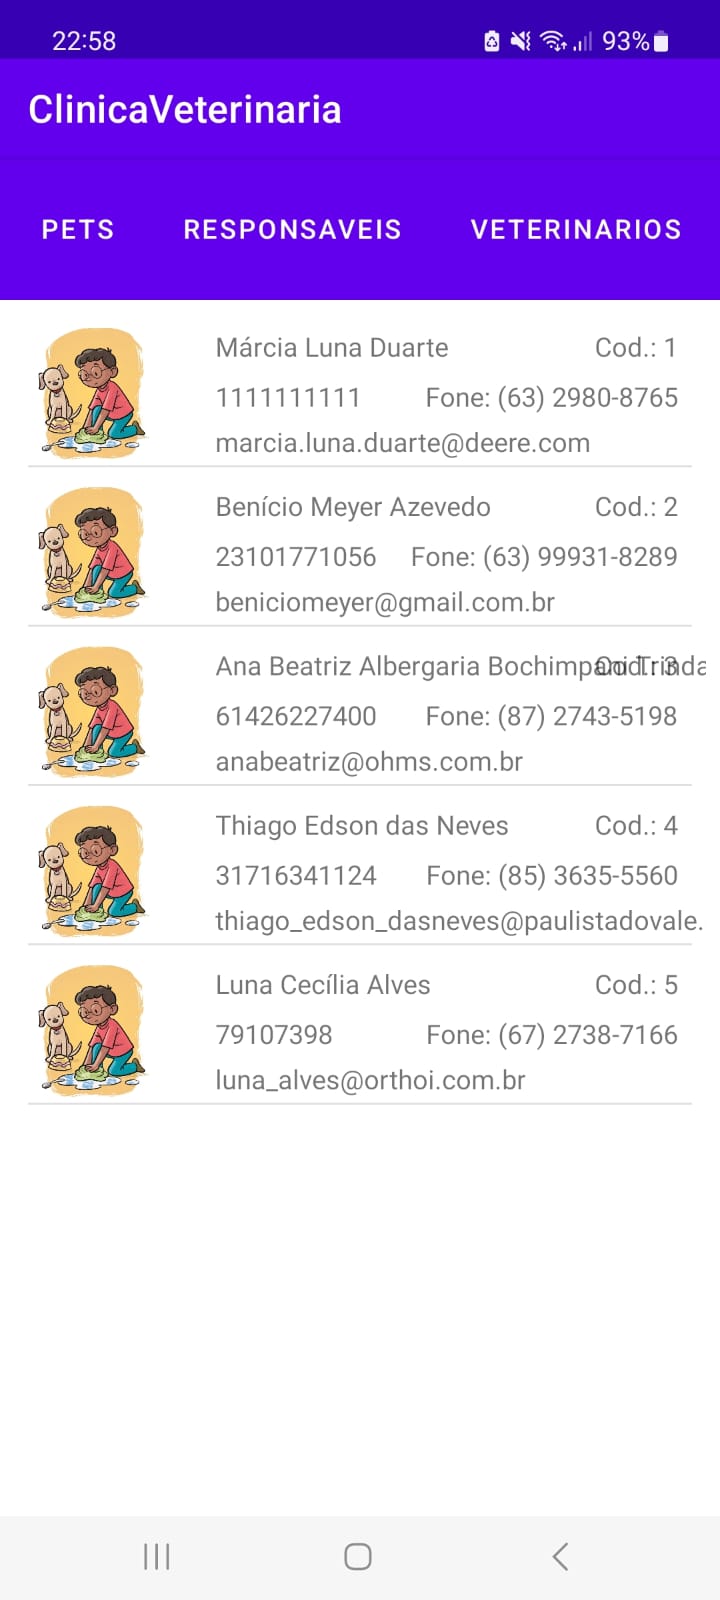 22:58 93%
ClinicaVeterinaria
PETS RESPONSAVEIS VETERINARIOS
Márcia Luna Duarte Cod.: 1
1111111111 Fone: (63) 2980-8765
marcia.luna.duarte@deere.com
Benício Meyer Azevedo Cod.: 2
23101771056 Fone: (63) 99931-8289
beniciomeyer@gmail.com.br
Ana Beatriz Albergaria Bochimpani Trinda Cod.: 3
61426227400 Fone: (87) 2743-5198
anabeatriz@ohms.com.br
Thiago Edson das Neves Cod.: 4
31716341124 Fone: (85) 3635-5560
thiago_edson_dasneves@paulistadovale.
Luna Cecília Alves Cod.: 5
79107398 Fone: (67) 2738-7166
luna_alves@orthoi.com.br